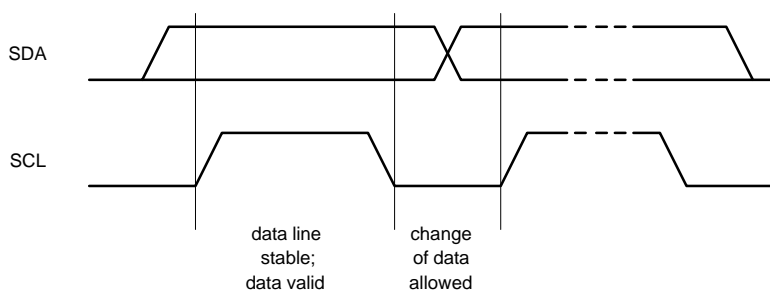 SDA
SCL
data line
stable;
data valid
change
of data
allowed